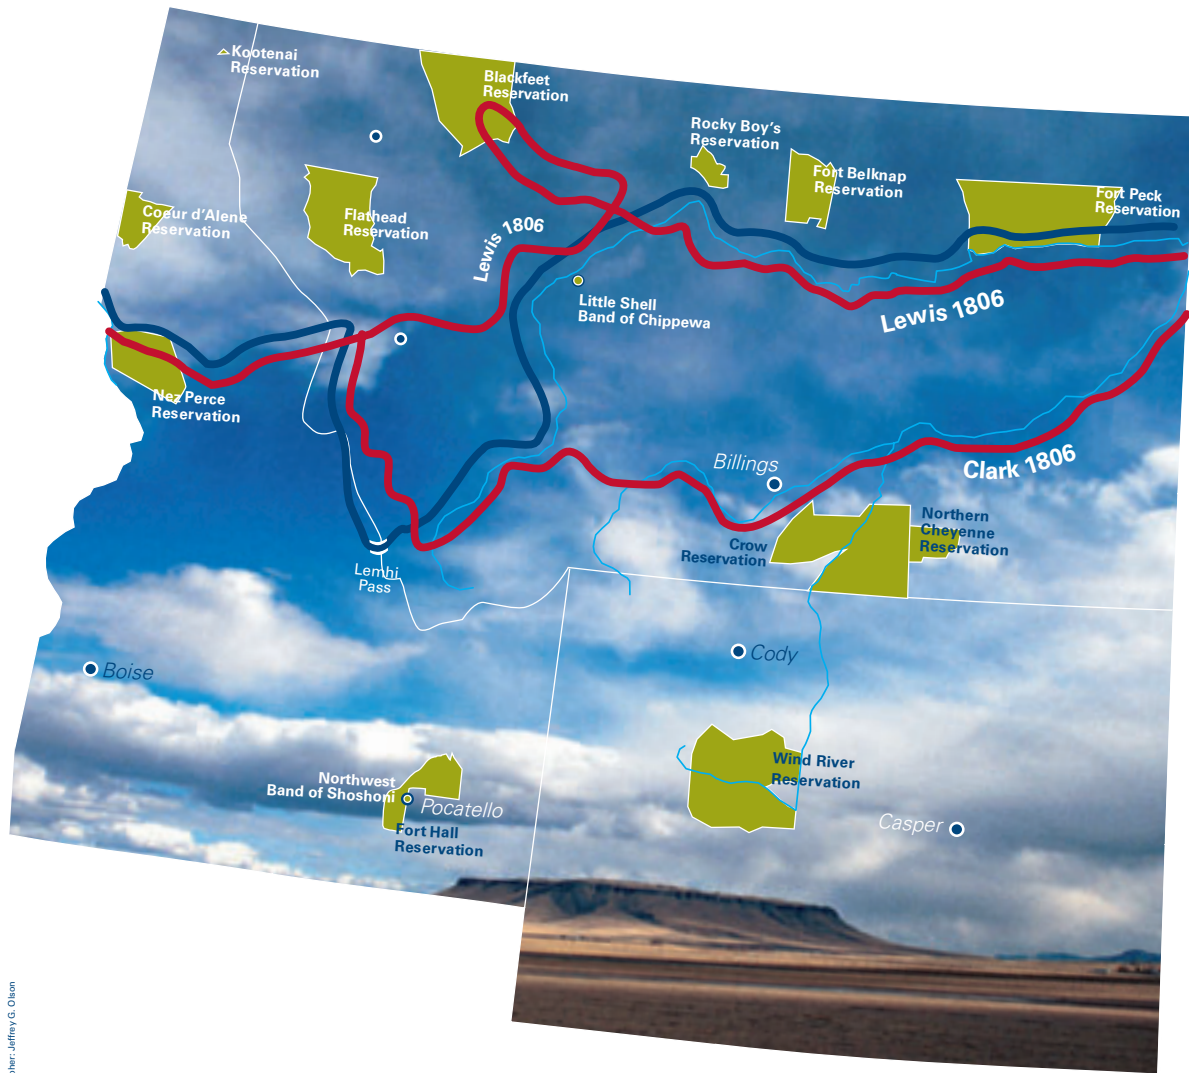 Kootenai
Reservation
Blackfeet
Reservation
Rocky Boy's
Reservation
Fort Belknap
Reservation
Fort Peck
Reservation
Coeur d'Alene
Reservation
Flathead
Reservation
Lewis 1806
Little Shell
Band of Chippewa
Lewis 1806
Nez Perce
Reservation
Billings
Clark 1806
Northern
Cheyenne
Reservation
Crow
Reservation
Lemhi
Pass
Boise
Cody
Wind River
Reservation
Northwest
Band of Shoshoni
Pocatello
Fort Hall
Reservation
Casper
her: Jeffrey G. Olson